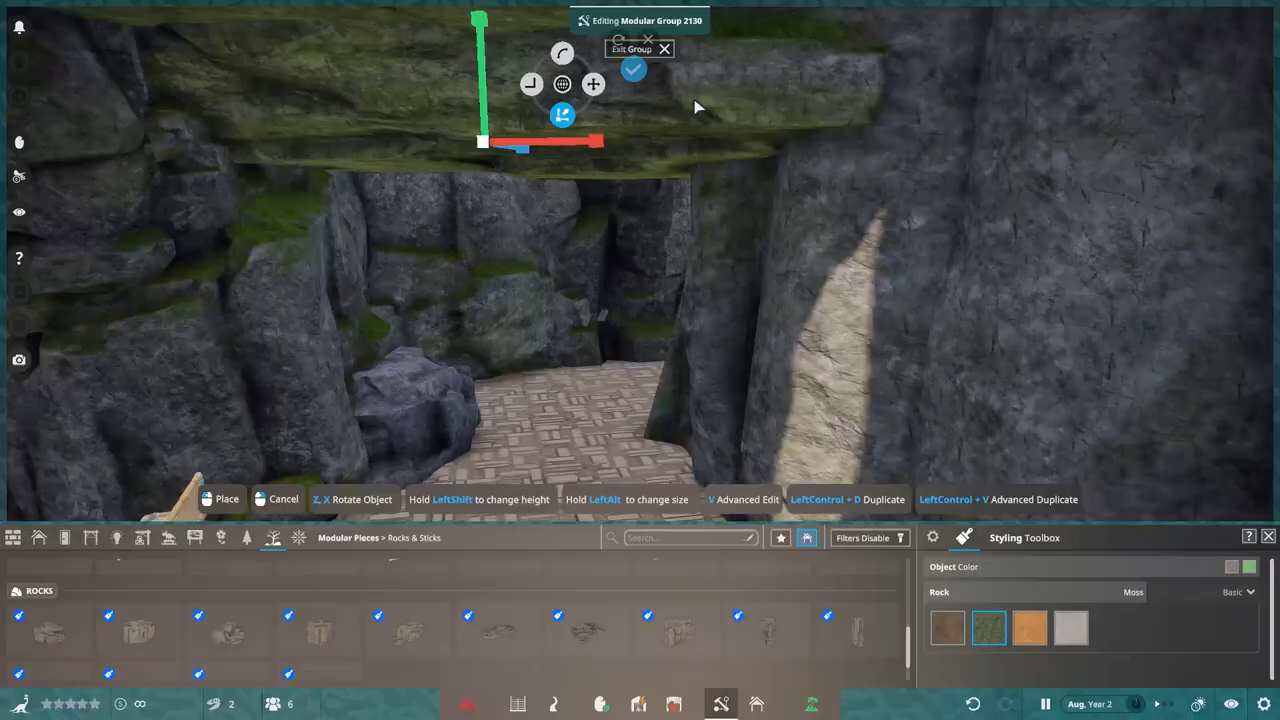 Editing Modular Group 2130
Exit Group
Place
Cancel
Z, X Rotate Object
Hold LeftShift to change height
Hold LeftAlt to change size
V Advanced Edit
LeftControl + D Duplicate
LeftControl + V Advanced Duplicate
Modular Pieces > Rocks & Sticks
Search...
Filters Disable
Styling Toolbox
?
Object Color
ROCKS
Rock
Moss
Basic
2
6
Aug, Year 2